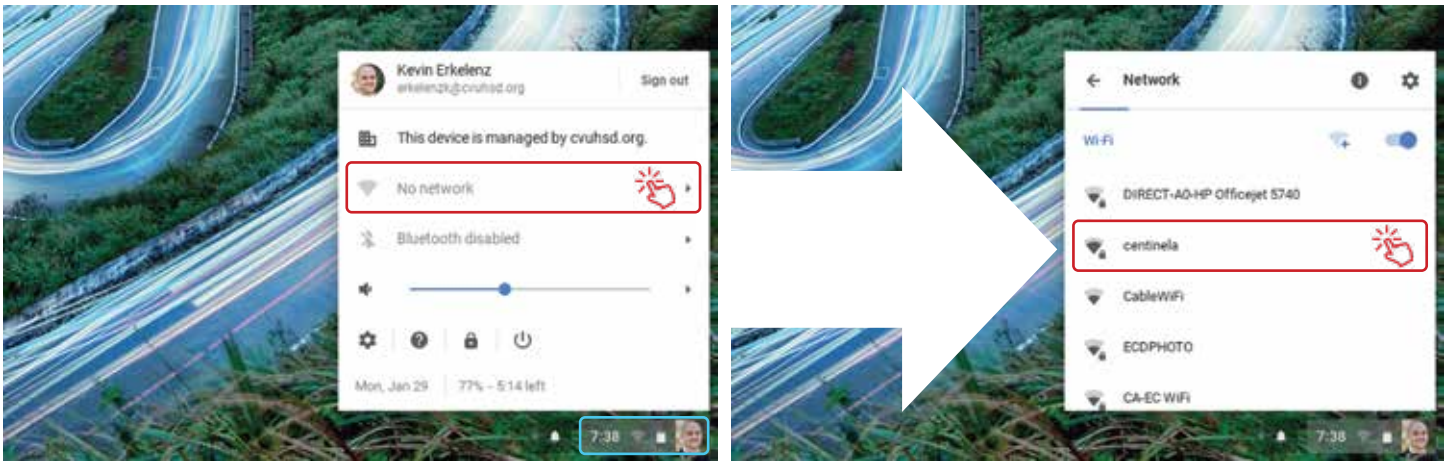 Kevin Erkelenz
erkelenzk@cvuhsd.org
Sign out
This device is managed by cvuhsd.org.
No network
Bluetooth disabled
Mon, Jan 29
77% - 5:14 left
7:38
Network
Wi-Fi
DIRECT-A0-HP Officejet 5740
centinela
CableWiFi
ECDPHOTO
CA-EC WiFi
7:38